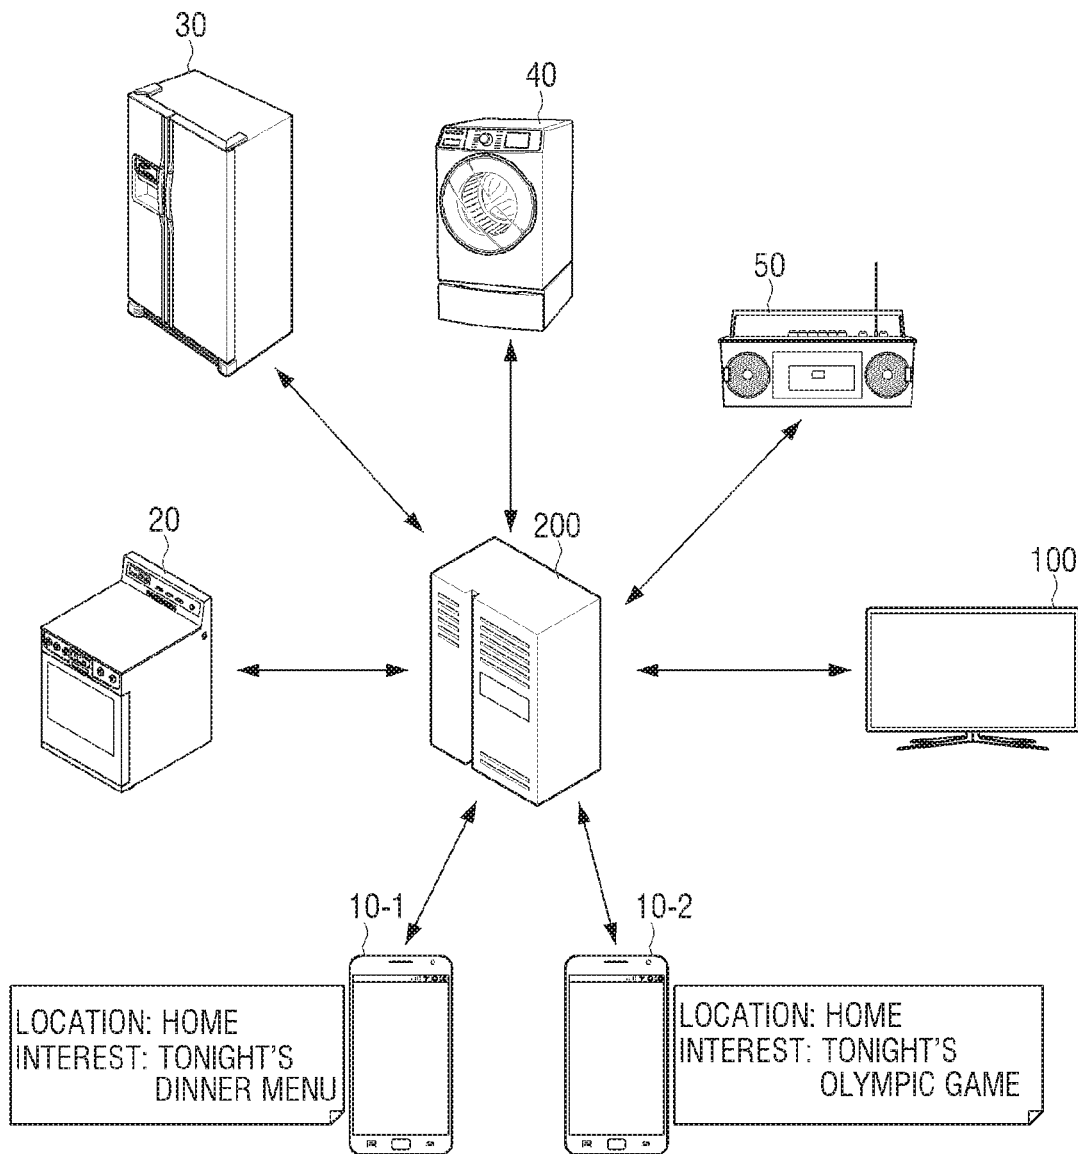 30
40
50
20
200
100
10-1
10-2
LOCATION: HOME
INTEREST: TONIGHT'S
DINNER MENU
LOCATION: HOME
INTEREST: TONIGHT'S
OLYMPIC GAME